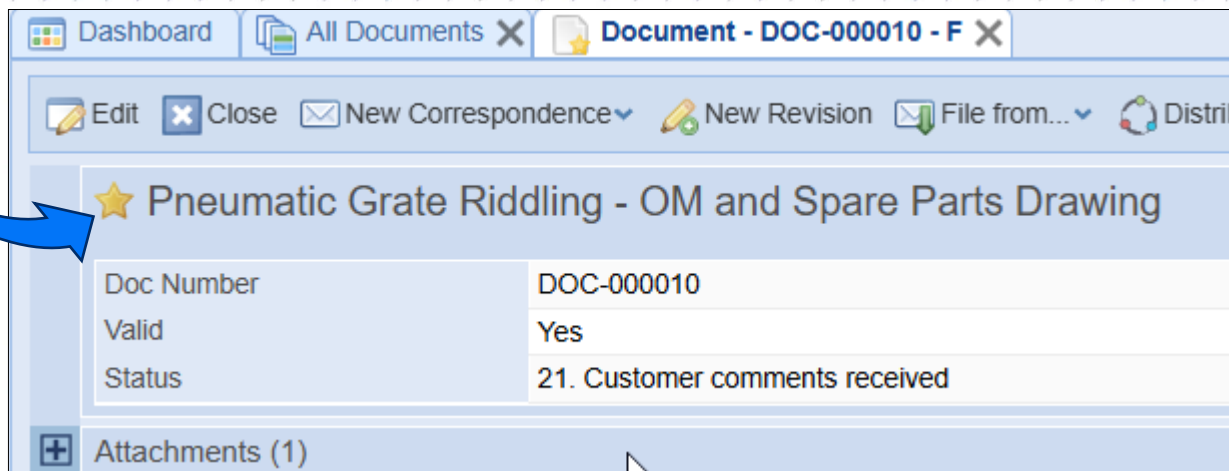 Dashboard All Documents Document - DOC-000010 - F
Edit Close New Correspondence New Revision File from... Distri
Pneumatic Grate Riddling - OM and Spare Parts Drawing
Doc Number DOC-000010
Valid Yes
Status 21. Customer comments received
Attachments (1)